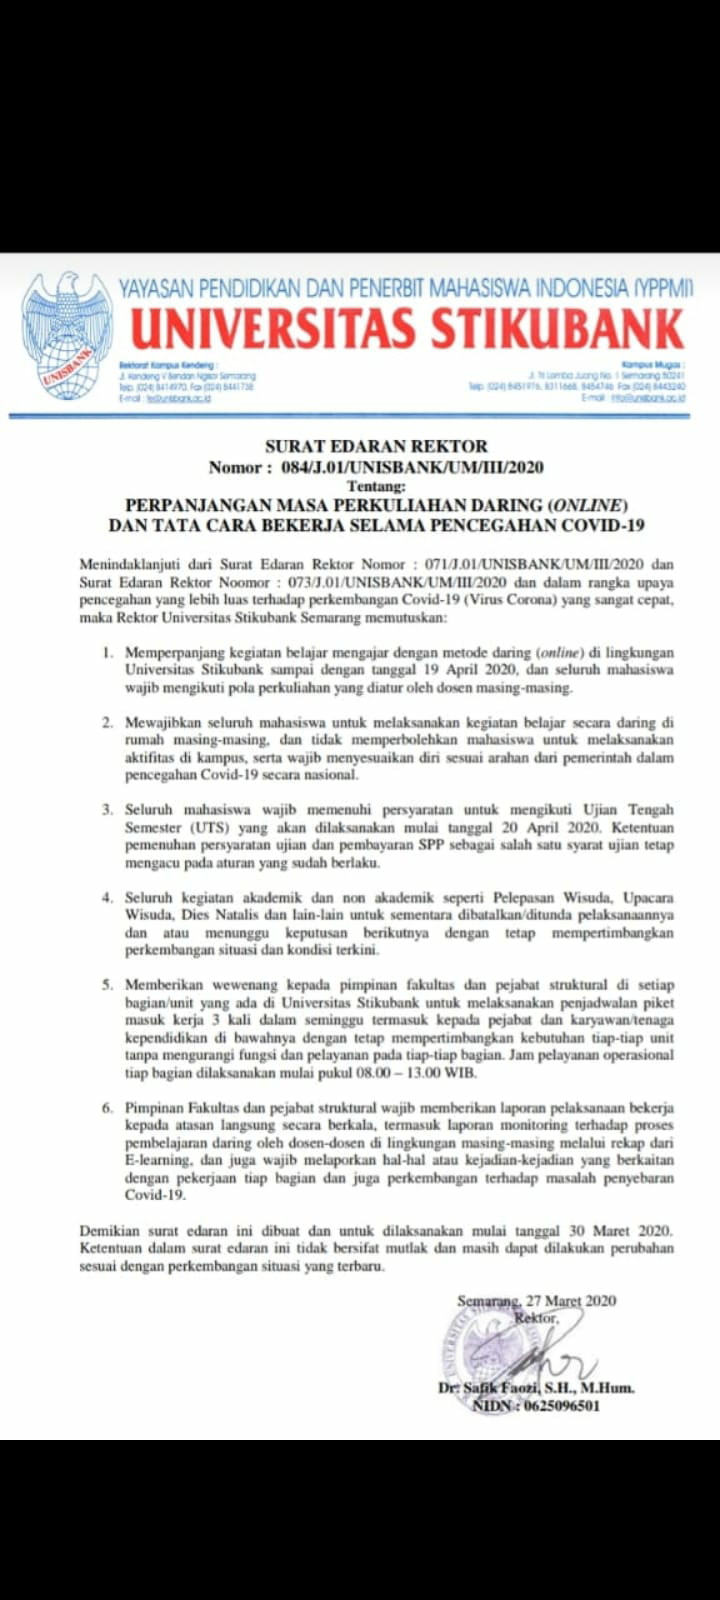 YAYASAN PENDIDIKAN DAN PENERBIT MAHASISWA INDONESIA (YPPMI)
UNIVERSITAS STIKUBANK
UNISBANK
Rektorat Kampus Kendeng :
Jl. Kendeng V Bendan Ngisor Semarang
Telp. (024) 8414970, Fax (024) 8441738
E-mail :
Kampus Mugas :
Jl. Tri Lomba Juang No. 1 Semarang 50241
Telp. (024) 8451976, 8311668, 8454746 Fax (024) 8443240
E-mail : info@unisbank.ac.id
SURAT EDARAN REKTOR
Nomor : 084/J.01/UNISBANK/UM/III/2020
Tentang:
PERPANJANGAN MASA PERKULIAHAN DARING (ONLINE)
DAN TATA CARA BEKERJA SELAMA PENCEGAHAN COVID-19
Menindaklanjuti dari Surat Edaran Rektor Nomor : 071/J.01/UNISBANK/UM/III/2020 dan
Surat Edaran Rektor Noomor : 073/J.01/UNISBANK/UM/III/2020 dan dalam rangka upaya
pencegahan yang lebih luas terhadap perkembangan Covid-19 (Virus Corona) yang sangat cepat,
maka Rektor Universitas Stikubank Semarang memutuskan:
1. Memperpanjang kegiatan belajar mengajar dengan metode daring (online) di lingkungan
Universitas Stikubank sampai dengan tanggal 19 April 2020, dan seluruh mahasiswa
wajib mengikuti pola perkuliahan yang diatur oleh dosen masing-masing.
2. Mewajibkan seluruh mahasiswa untuk melaksanakan kegiatan belajar secara daring di
rumah masing-masing, dan tidak memperbolehkan mahasiswa untuk melaksanakan
aktifitas di kampus, serta wajib menyesuaikan diri sesuai arahan dari pemerintah dalam
pencegahan Covid-19 secara nasional.
3. Seluruh mahasiswa wajib memenuhi persyaratan untuk mengikuti Ujian Tengah
Semester (UTS) yang akan dilaksanakan mulai tanggal 20 April 2020. Ketentuan
pemenuhan persyaratan ujian dan pembayaran SPP sebagai salah satu syarat ujian tetap
mengacu pada aturan yang sudah berlaku.
4. Seluruh kegiatan akademik dan non akademik seperti Pelepasan Wisuda, Upacara
Wisuda, Dies Natalis dan lain-lain untuk sementara dibatalkan/ditunda pelaksanaannya
dan atau menunggu keputusan berikutnya dengan tetap mempertimbangkan
perkembangan situasi dan kondisi terkini.
5. Memberikan wewenang kepada pimpinan fakultas dan pejabat struktural di setiap
bagian/unit yang ada di Universitas Stikubank untuk melaksanakan penjadwalan piket
masuk kerja 3 kali dalam seminggu termasuk kepada pejabat dan karyawan/tenaga
kependidikan di bawahnya dengan tetap mempertimbangkan kebutuhan tiap-tiap unit
tanpa mengurangi fungsi dan pelayanan pada tiap-tiap bagian. Jam pelayanan operasional
tiap bagian dilaksanakan mulai pukul 08.00 – 13.00 WIB.
6. Pimpinan Fakultas dan pejabat struktural wajib memberikan laporan pelaksanaan bekerja
kepada atasan langsung secara berkala, termasuk laporan monitoring terhadap proses
pembelajaran daring oleh dosen-dosen di lingkungan masing-masing melalui rekap dari
E-learning, dan juga wajib melaporkan hal-hal atau kejadian-kejadian yang berkaitan
dengan pekerjaan tiap bagian dan juga perkembangan terhadap masalah penyebaran
Covid-19.
Demikian surat edaran ini dibuat dan untuk dilaksanakan mulai tanggal 30 Maret 2020.
Ketentuan dalam surat edaran ini tidak bersifat mutlak dan masih dapat dilakukan perubahan
sesuai dengan perkembangan situasi yang terbaru.
Semarang, 27 Maret 2020
Rektor,
Dr. Safik Faozi, S.H., M.Hum.
NIDN : 0625096501